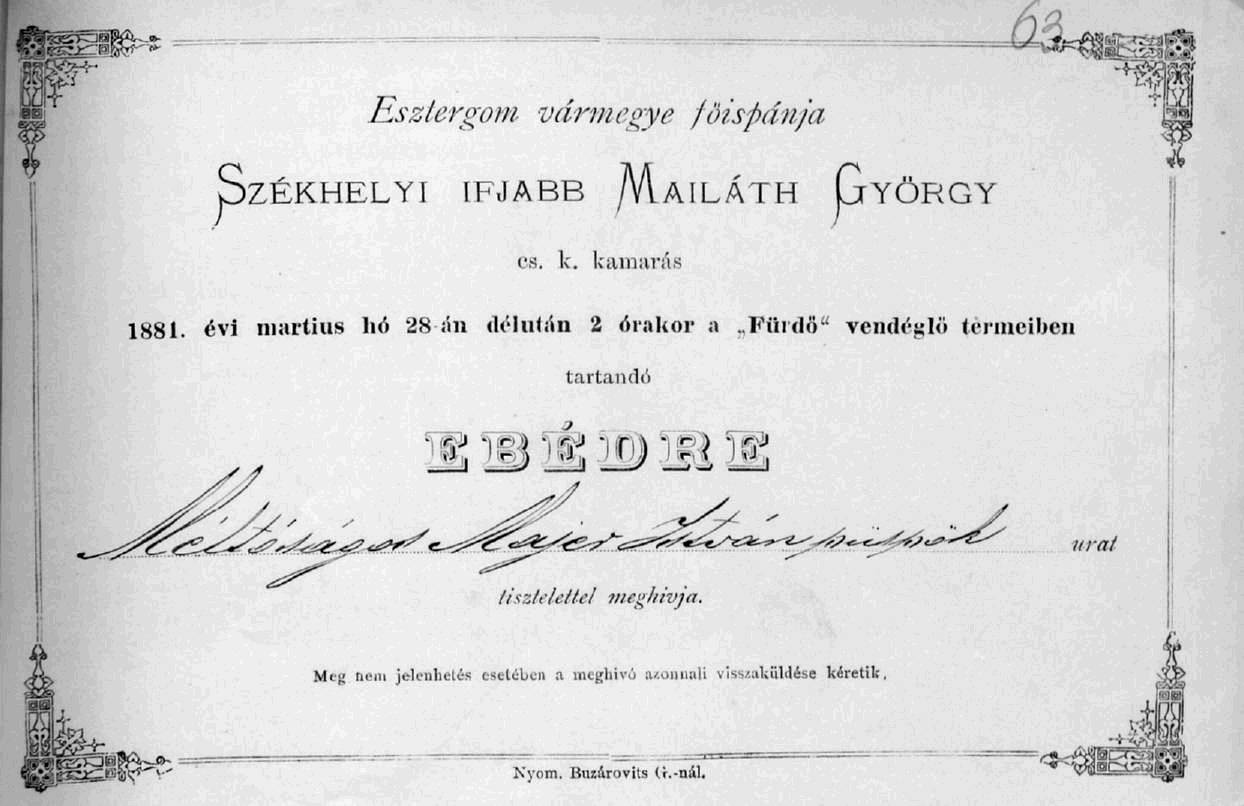 63
Esztergom vármegye főispánja
SZÉKHELYI IFJABB MAILÁTH GYÖRGY
cs. k. kamarás
1881. évi martius hó 28-án délután 2 órakor a „Fürdő“ vendéglő termeiben
tartandó
EBÉDRE
Méltóságos Majer István püspök urat
tisztelettel meghívja.
Meg nem jelenhetés esetében a meghivó azonnali visszaküldése kéretik.
Nyom. Buzárovits G.-nál.